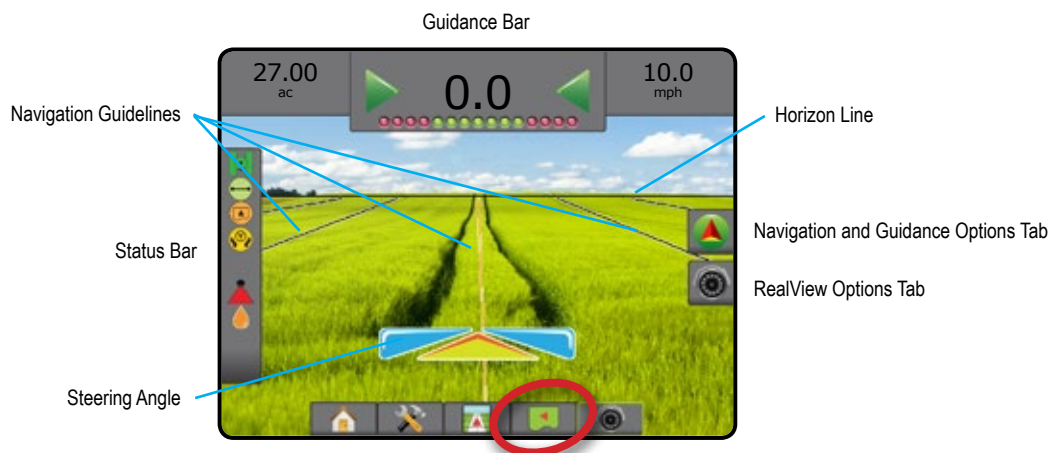 Guidance Bar
27.00
ac
0.0
10.0
mph
Navigation Guidelines
Horizon Line
Status Bar
Navigation and Guidance Options Tab
RealView Options Tab
Steering Angle